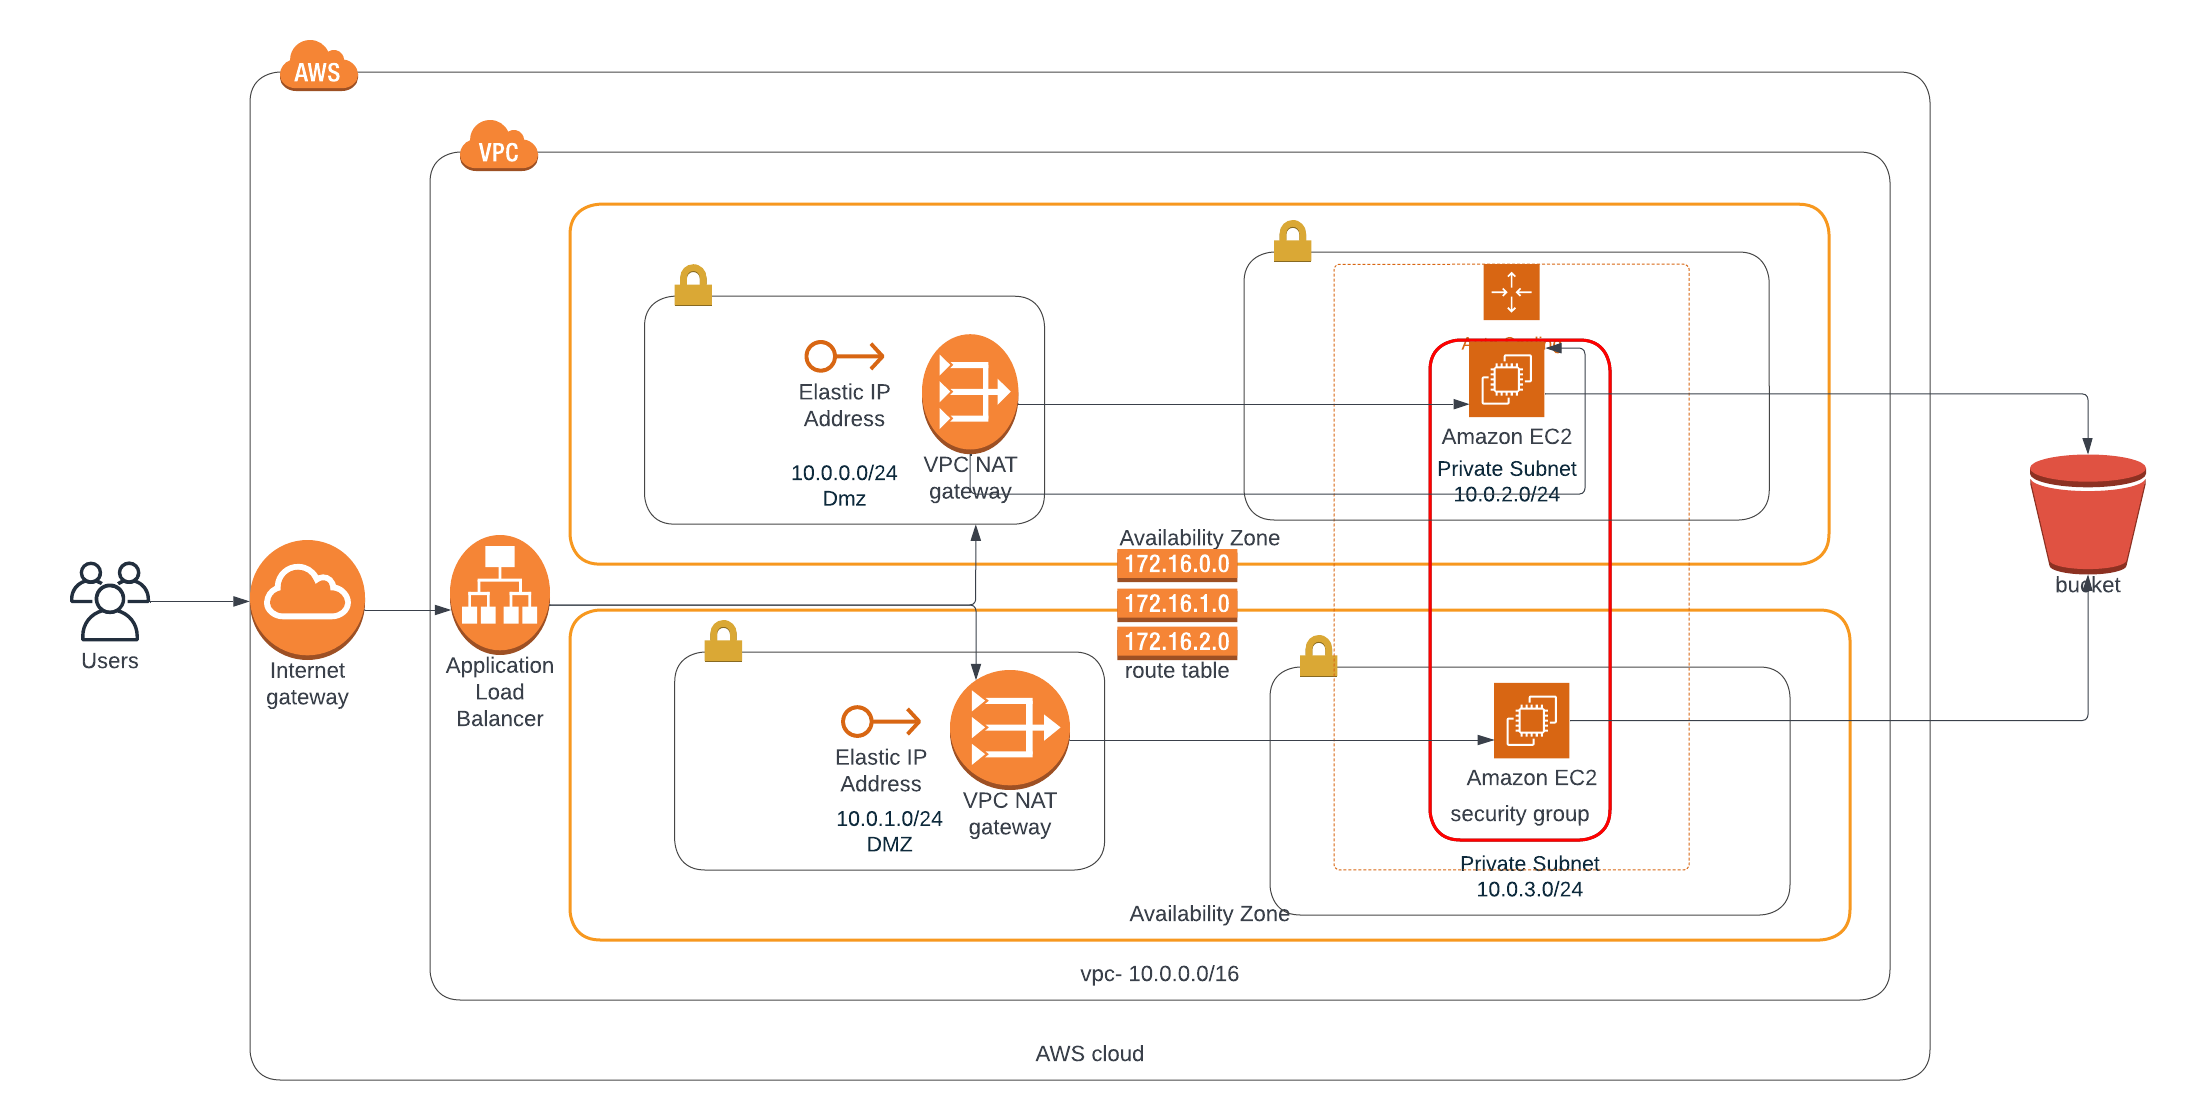 AWS
VPC
Elastic IP
Address
10.0.0.0/24
Dmz
VPC NAT
gateway
Amazon EC2
Private Subnet
10.0.2.0/24
Availability Zone
172.16.0.0
172.16.1.0
172.16.2.0
route table
Users
Internet
gateway
Application
Load
Balancer
bucket
Elastic IP
Address
10.0.1.0/24
DMZ
VPC NAT
gateway
Amazon EC2
security group
Private Subnet
10.0.3.0/24
Availability Zone
vpc- 10.0.0.0/16
AWS cloud